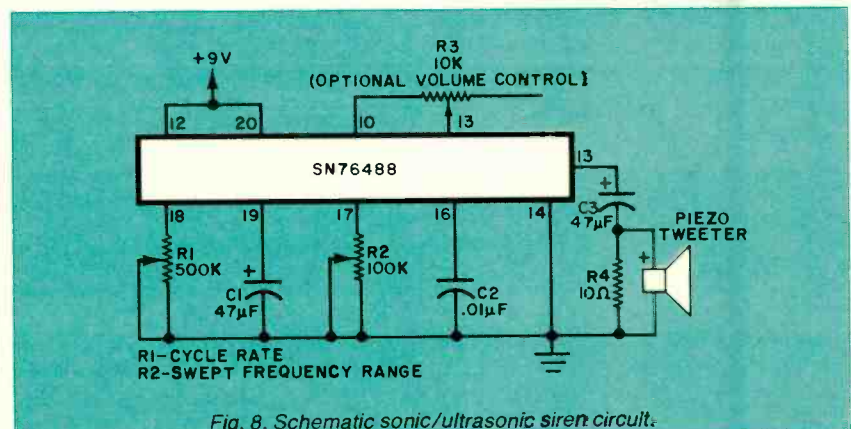 +9V
R3
10K
(OPTIONAL VOLUME CONTROL)
12 20 10 13
SN76488
13
18 19 17 16 14
+
C3
47µF
PIEZO
TWEETER
R1
500K
+
C1
47µF
R2
100K
C2
.01µF
R4
10Ω
+
R1-CYCLE RATE
R2-SWEPT FREQUENCY RANGE
Fig. 8. Schematic sonic/ultrasonic siren circuit.